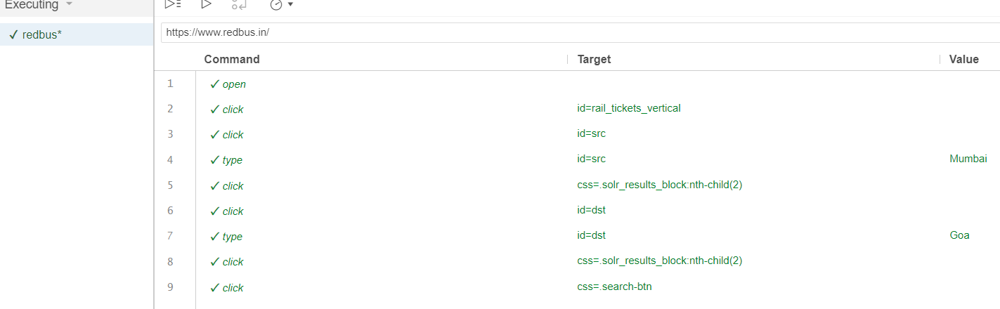 Executing
redbus*
https://www.redbus.in/
Command Target Value
1 open
2 click id=rail_tickets_vertical
3 click id=src
4 type id=src Mumbai
5 click css=.solr_results_block:nth-child(2)
6 click id=dst
7 type id=dst Goa
8 click css=.solr_results_block:nth-child(2)
9 click css=.search-btn